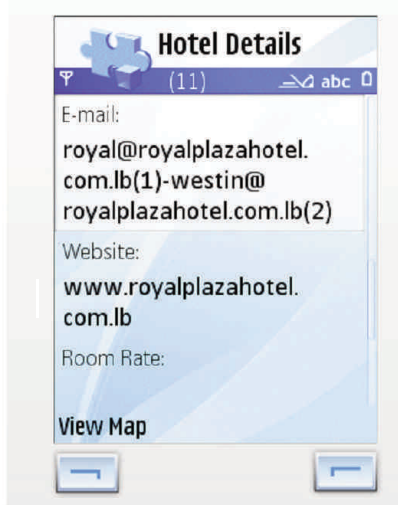 Hotel Details
(11) abc
E-mail:
royal@royalplazahotel.
com.lb(1)-westin@
royalplazahotel.com.lb(2)
Website:
www.royalplazahotel.
com.lb
Room Rate:
View Map